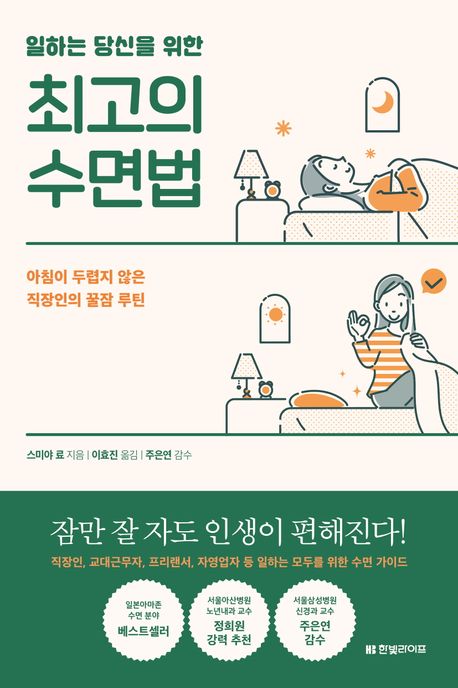 일하는 당신을 위한
최고의
수면법
아침이 두렵지 않은
직장인의 꿀잠 루틴
스미야 료 지음 | 이효진 옮김 | 주은연 감수
잠만 잘 자도 인생이 편해진다!
직장인, 교대근무자, 프리랜서, 자영업자 등 일하는 모두를 위한 수면 가이드
일본아마존
수면 분야
베스트셀러
서울아산병원
노년내과 교수
정희원
강력 추천
서울삼성병원
신경과 교수
주은연
감수
HB 한빛라이프